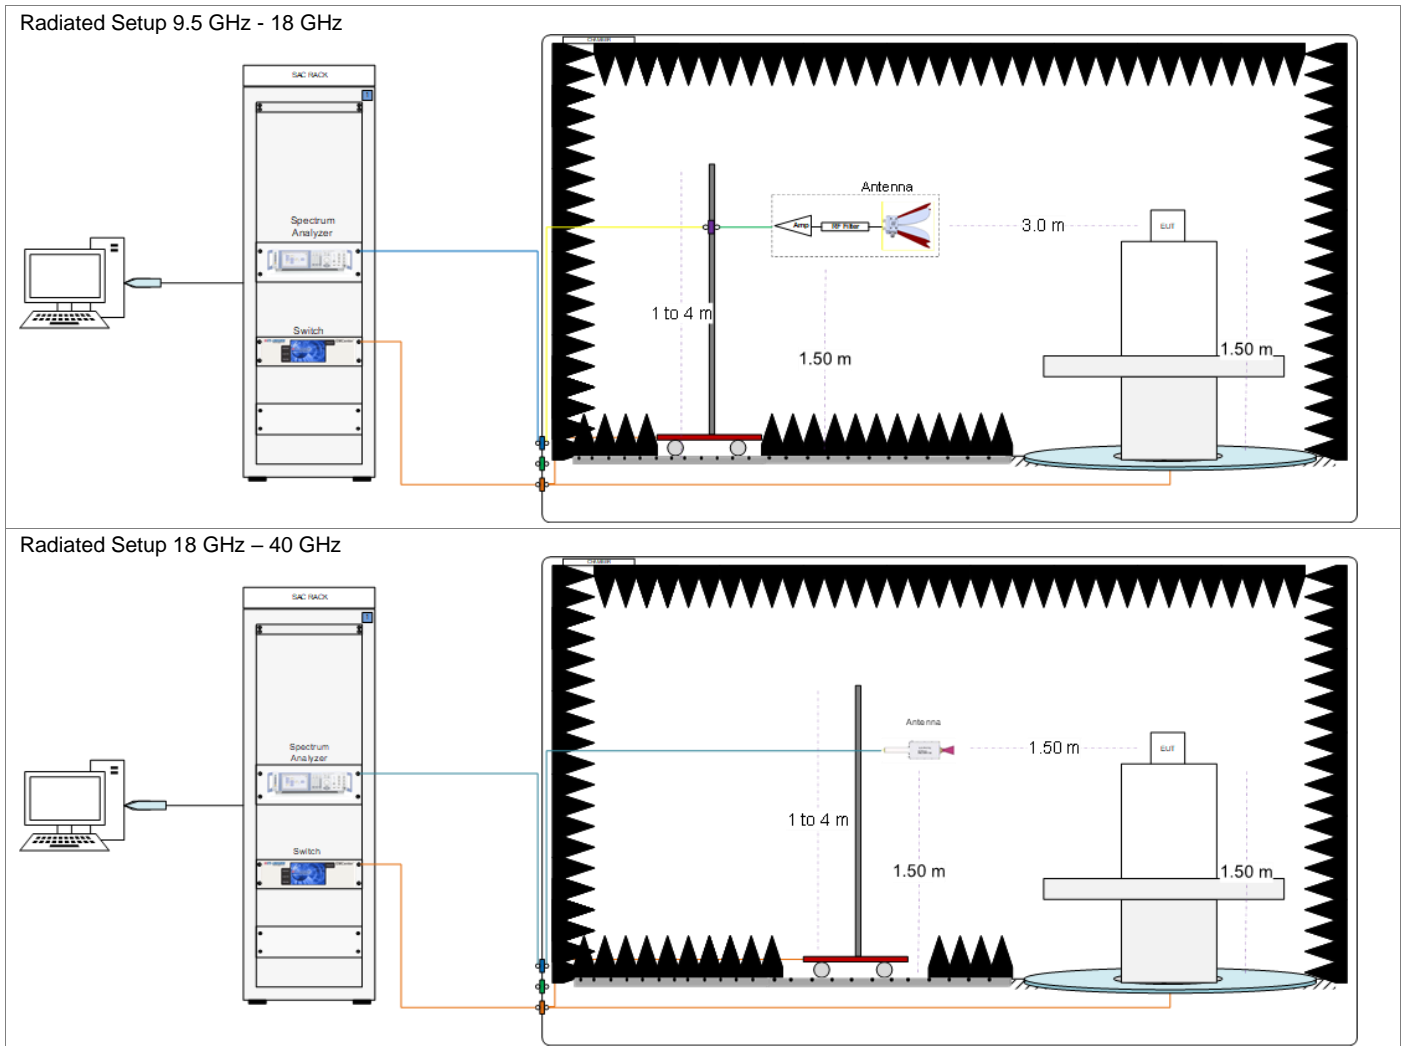 Radiated Setup 9.5 GHz - 18 GHz
CHAMBER
SAC RACK
Antenna
Spectrum
Analyzer
Amp
RF Filter
3.0 m
EUT
1 to 4 m
Switch
1.50 m
1.50 m
Radiated Setup 18 GHz – 40 GHz
CHAMBER
SAC RACK
Antenna
Spectrum
Analyzer
1.50 m
EUT
1 to 4 m
Switch
1.50 m
1.50 m